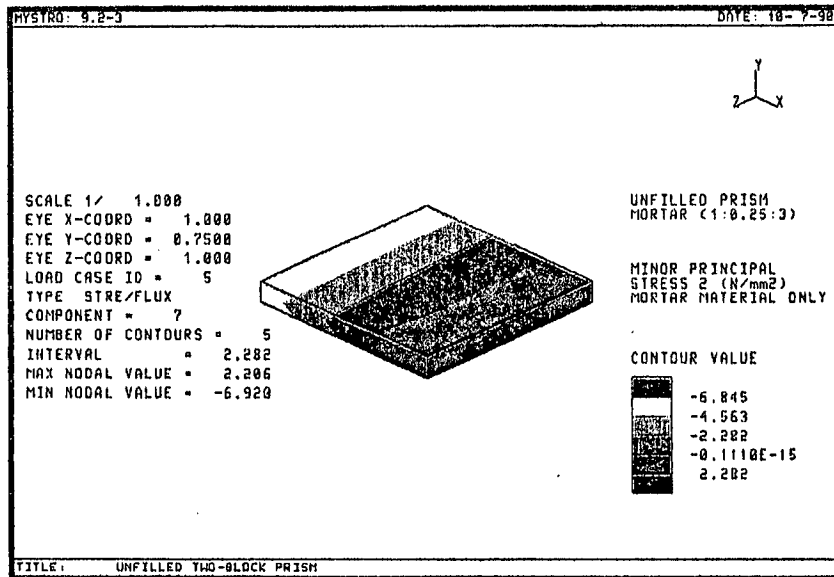 MYSTRO: 9.2-3
DATE: 10- 7-90
Y
Z X
SCALE 1/ 1.000
EYE X-COORD = 1.000
EYE Y-COORD = 0.7500
EYE Z-COORD = 1.000
LOAD CASE ID = 5
TYPE STRE/FLUX
COMPONENT = 7
NUMBER OF CONTOURS = 5
INTERVAL = 2.282
MAX NODAL VALUE = 2.206
MIN NODAL VALUE = -6.920
UNFILLED PRISM
MORTAR (1:0.25:3)
MINOR PRINCIPAL
STRESS 2 (N/mm2)
MORTAR MATERIAL ONLY
CONTOUR VALUE
-6.845
-4.563
-2.282
-0.1110E-15
2.282
TITLE: UNFILLED TWO-BLOCK PRISM